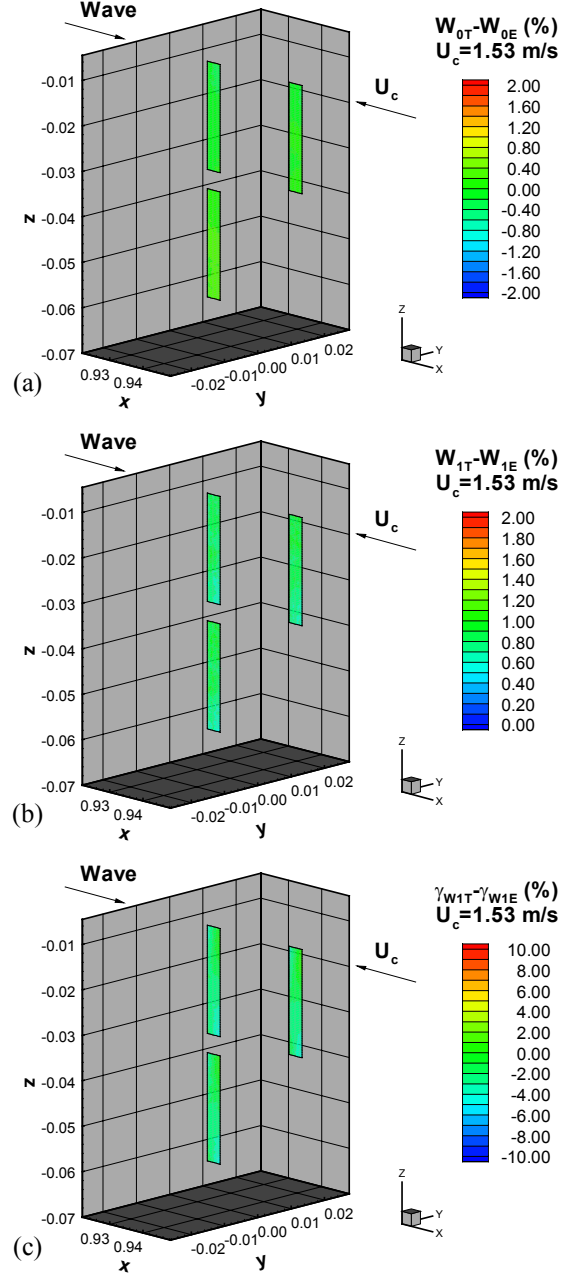 Wave
W0T-W0E (%)
Uc=1.53 m/s
Uc
z
-0.01
-0.02
-0.03
-0.04
-0.05
-0.06
-0.07
2.00
1.60
1.20
0.80
0.40
0.00
-0.40
-0.80
-1.20
-1.60
-2.00
0.93
0.94
x
-0.02
-0.01
0.00
0.01
0.02
y
Z
Y
X
(a)
Wave
W1T-W1E (%)
Uc=1.53 m/s
Uc
z
-0.01
-0.02
-0.03
-0.04
-0.05
-0.06
-0.07
2.00
1.80
1.60
1.40
1.20
1.00
0.80
0.60
0.40
0.20
0.00
0.93
0.94
x
-0.02
-0.01
0.00
0.01
0.02
y
Z
Y
X
(b)
Wave
γW1T-γW1E (%)
Uc=1.53 m/s
Uc
z
-0.01
-0.02
-0.03
-0.04
-0.05
-0.06
-0.07
10.00
8.00
6.00
4.00
2.00
0.00
-2.00
-4.00
-6.00
-8.00
-10.00
0.93
0.94
x
-0.02
-0.01
0.00
0.01
0.02
y
Z
Y
X
(c)